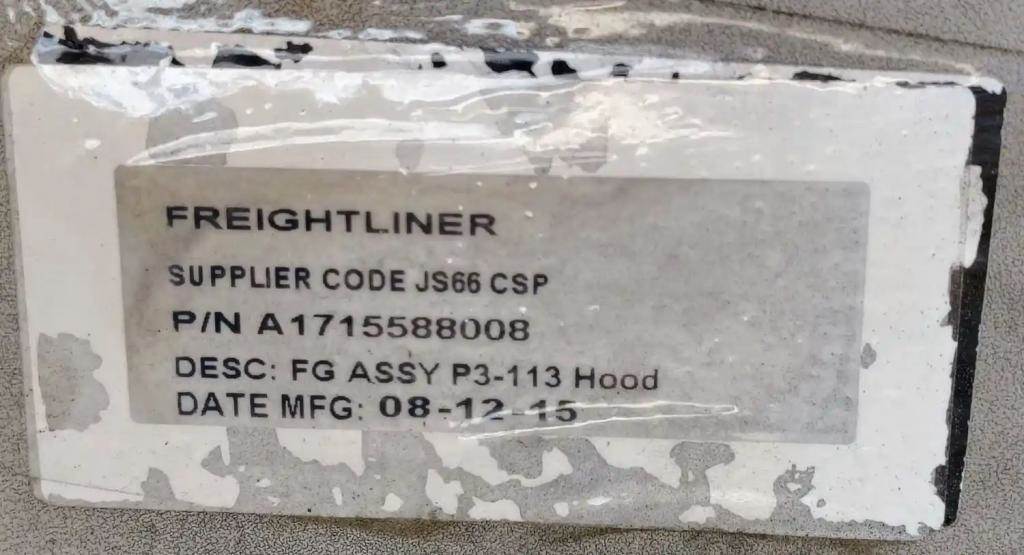 FREIGHTLINER
SUPPLIER CODE JS66 CSP
P/N A1715588008
DESC: FG ASSY P3-113 Hood
DATE MFG: 08-12-15